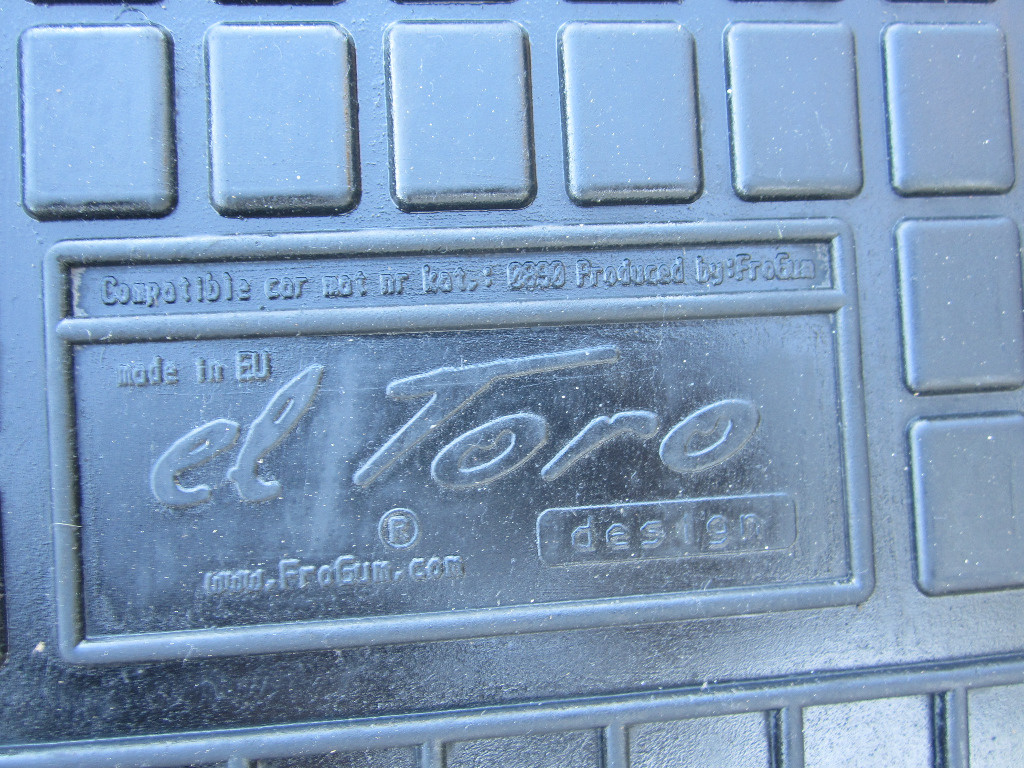 Compatible car mat nr kat.: 0890 Produced by:FroGum
made in EU
el Toro
®
design
www.FroGum.com